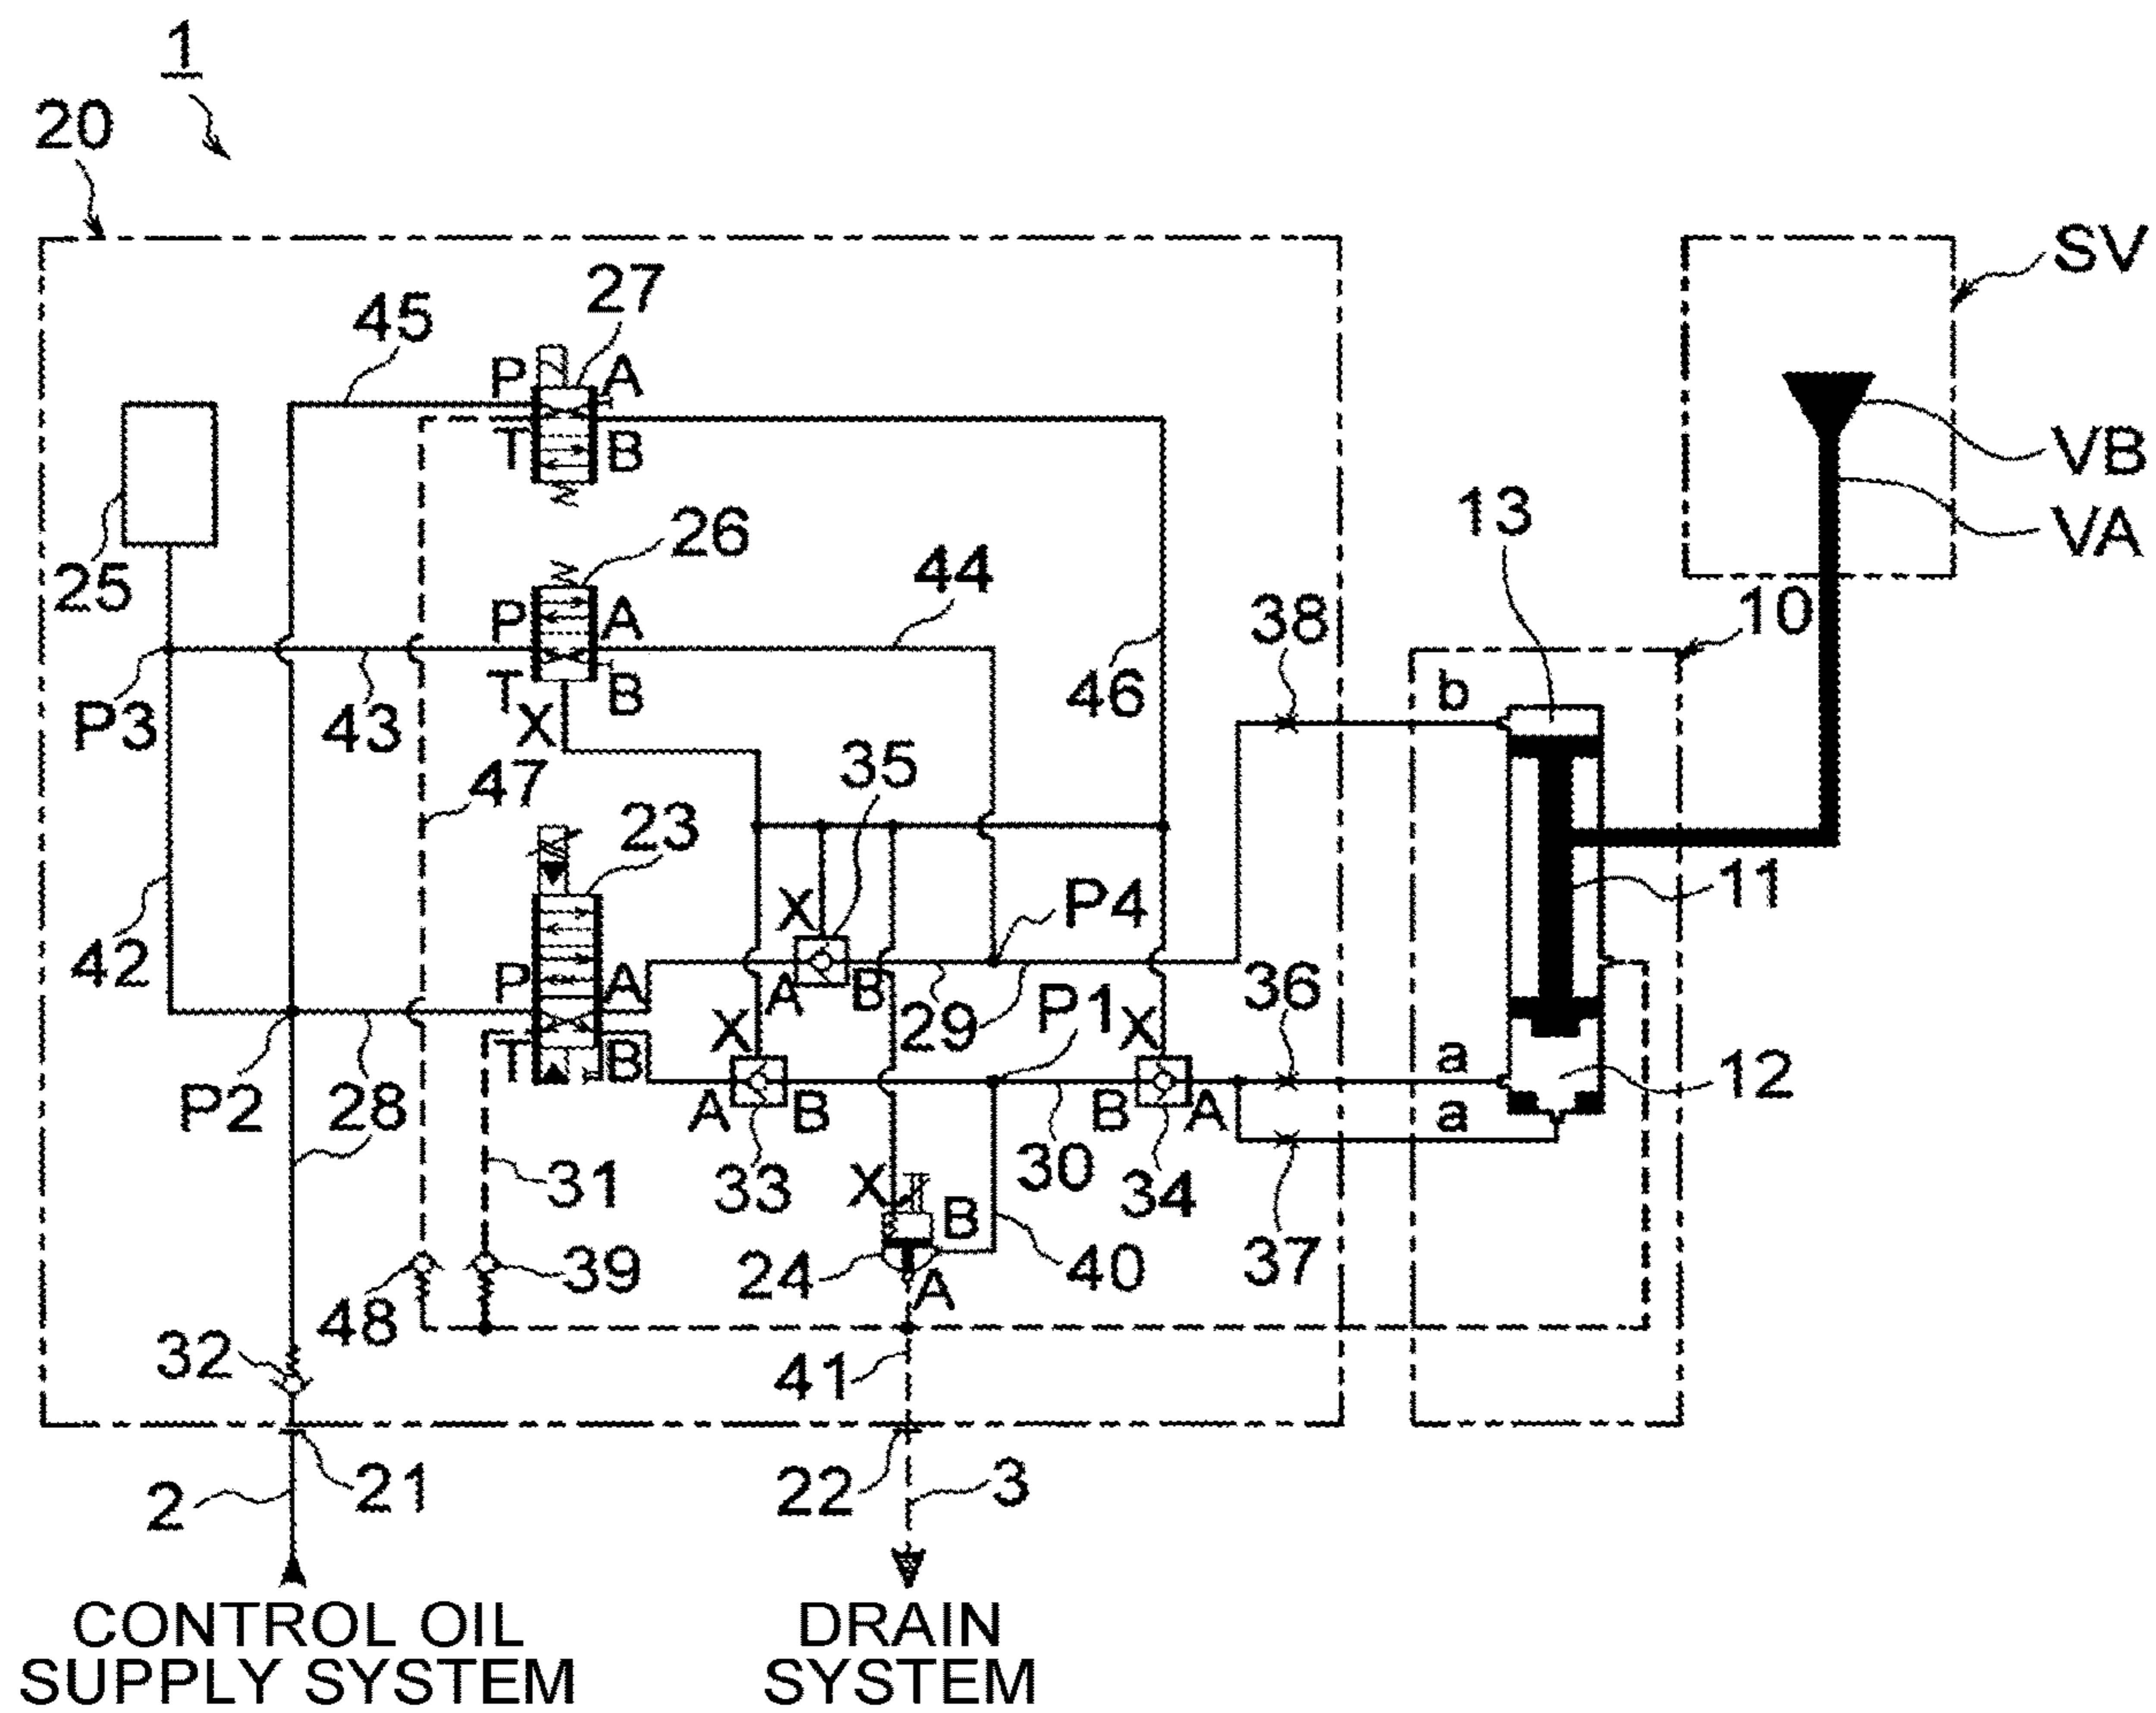 1
20
SV
27
45
P A
T B
VB
VA
13
25
26
44
38
10
P A
T B
b
P3
43
X
46
35
47
23
11
42
X
P4
P A
A B
29
36
P1
X
X
T B
a
12
P2
28
A B
B A
a
31
33
X
30
34
B
39
24
A
40
37
48
32
41
21
22
2
3
CONTROL OIL
SUPPLY SYSTEM
DRAIN
SYSTEM